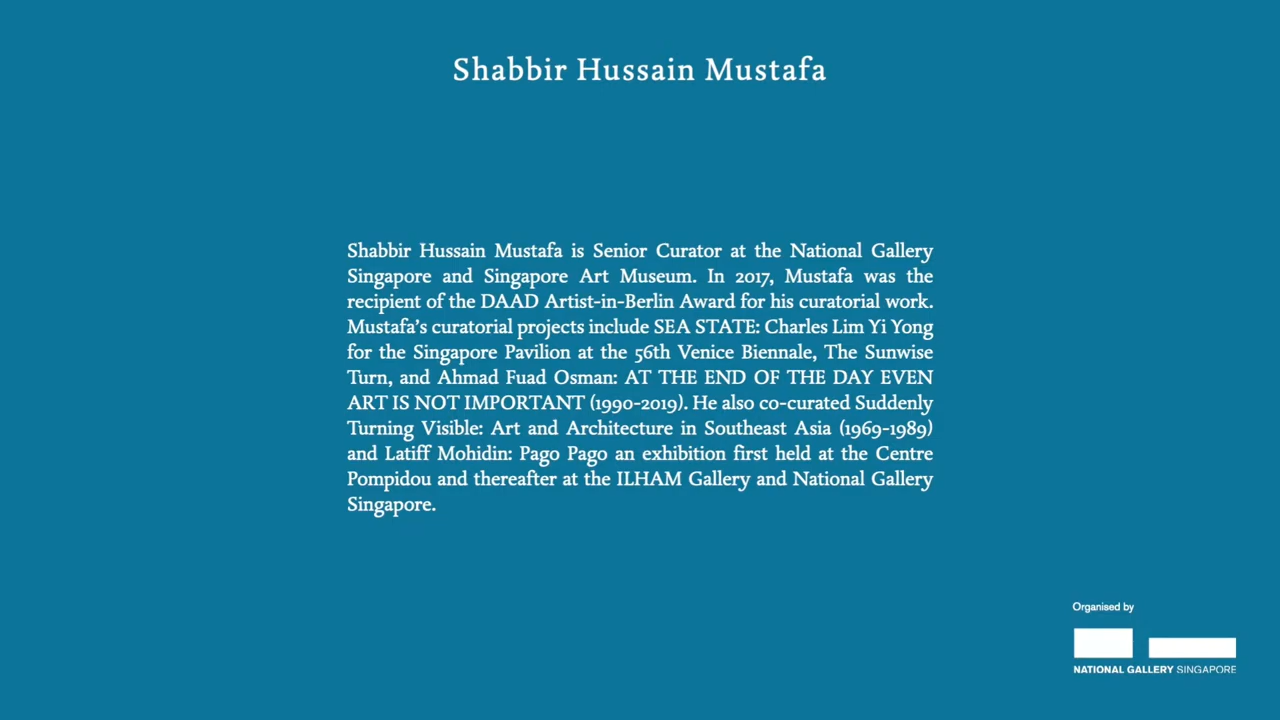 Shabbir Hussain Mustafa
Shabbir Hussain Mustafa is Senior Curator at the National Gallery
Singapore and Singapore Art Museum. In 2017, Mustafa was the
recipient of the DAAD Artist-in-Berlin Award for his curatorial work.
Mustafa's curatorial projects include SEA STATE: Charles Lim Yi Yong
for the Singapore Pavilion at the 56th Venice Biennale, The Sunwise
Turn, and Ahmad Fuad Osman: AT THE END OF THE DAY EVEN
ART IS NOT IMPORTANT (1990-2019). He also co-curated Suddenly
Turning Visible: Art and Architecture in Southeast Asia (1969-1989)
and Latiff Mohidin: Pago Pago an exhibition first held at the Centre
Pompidou and thereafter at the ILHAM Gallery and National Gallery
Singapore.
Organised by
NATIONAL GALLERY SINGAPORE